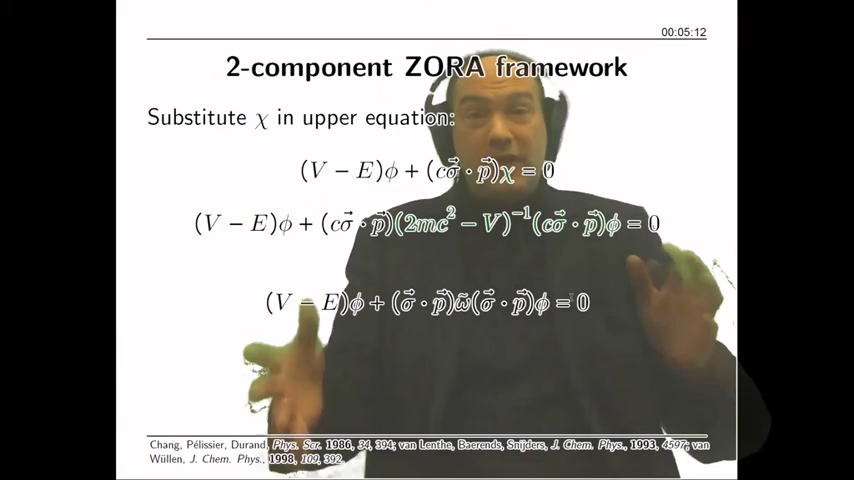 00:05:12
2-component ZORA framework
Substitute χ in upper equation:
(V − E)ϕ + (cσ⃗ · p⃗)χ = 0
(V − E)ϕ + (cσ⃗ · p⃗)(2mc² − V)⁻¹(cσ⃗ · p⃗)ϕ = 0
(V − E)ϕ + (σ⃗ · p⃗)ω̃(σ⃗ · p⃗)ϕ = 0
Chang, Pélissier, Durand, Phys. Scr. 1986, 34, 394; van Lenthe, Baerends, Snijders, J. Chem. Phys., 1993, 4597; van
Wüllen, J. Chem. Phys., 1998, 109, 392.